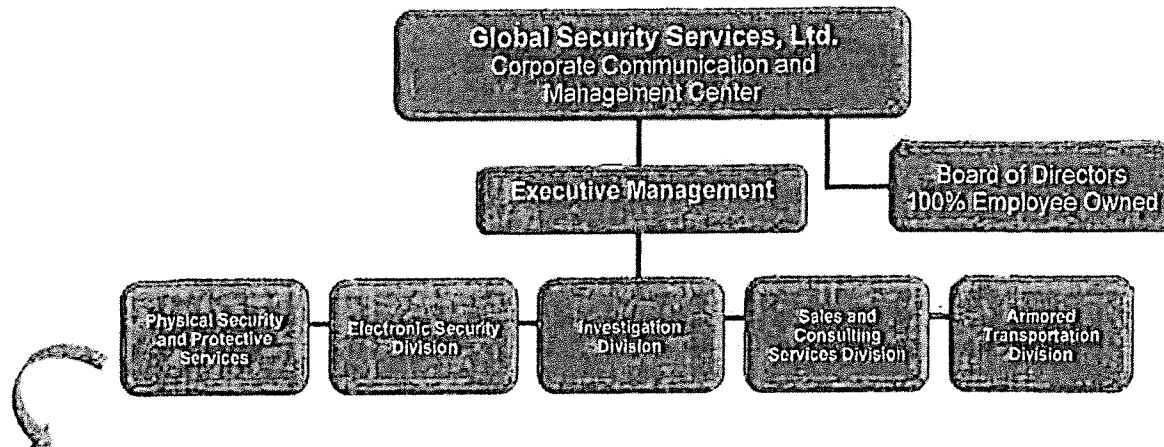 Global Security Services, Ltd.
Corporate Communication and
Management Center
Executive Management
Board of Directors
100% Employee Owned
Physical Security
and Protective
Services
Electronic Security
Division
Investigation
Division
Sales and
Consulting
Services Division
Armored
Transportation
Division